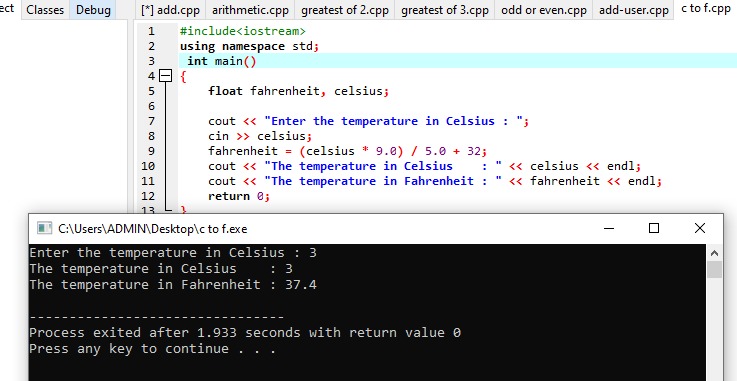 ect Classes Debug [*] add.cpp arithmetic.cpp greatest of 2.cpp greatest of 3.cpp odd or even.cpp add-user.cpp c to f.cpp
1 #include<iostream>
2 using namespace std;
3 int main()
4 {
5 float fahrenheit, celsius;
6
7 cout << "Enter the temperature in Celsius : ";
8 cin >> celsius;
9 fahrenheit = (celsius * 9.0) / 5.0 + 32;
10 cout << "The temperature in Celsius    : " << celsius << endl;
11 cout << "The temperature in Fahrenheit : " << fahrenheit << endl;
12 return 0;
13 }
C:\Users\ADMIN\Desktop\c to f.exe
Enter the temperature in Celsius : 3
The temperature in Celsius    : 3
The temperature in Fahrenheit : 37.4
--------------------------------
Process exited after 1.933 seconds with return value 0
Press any key to continue . . .